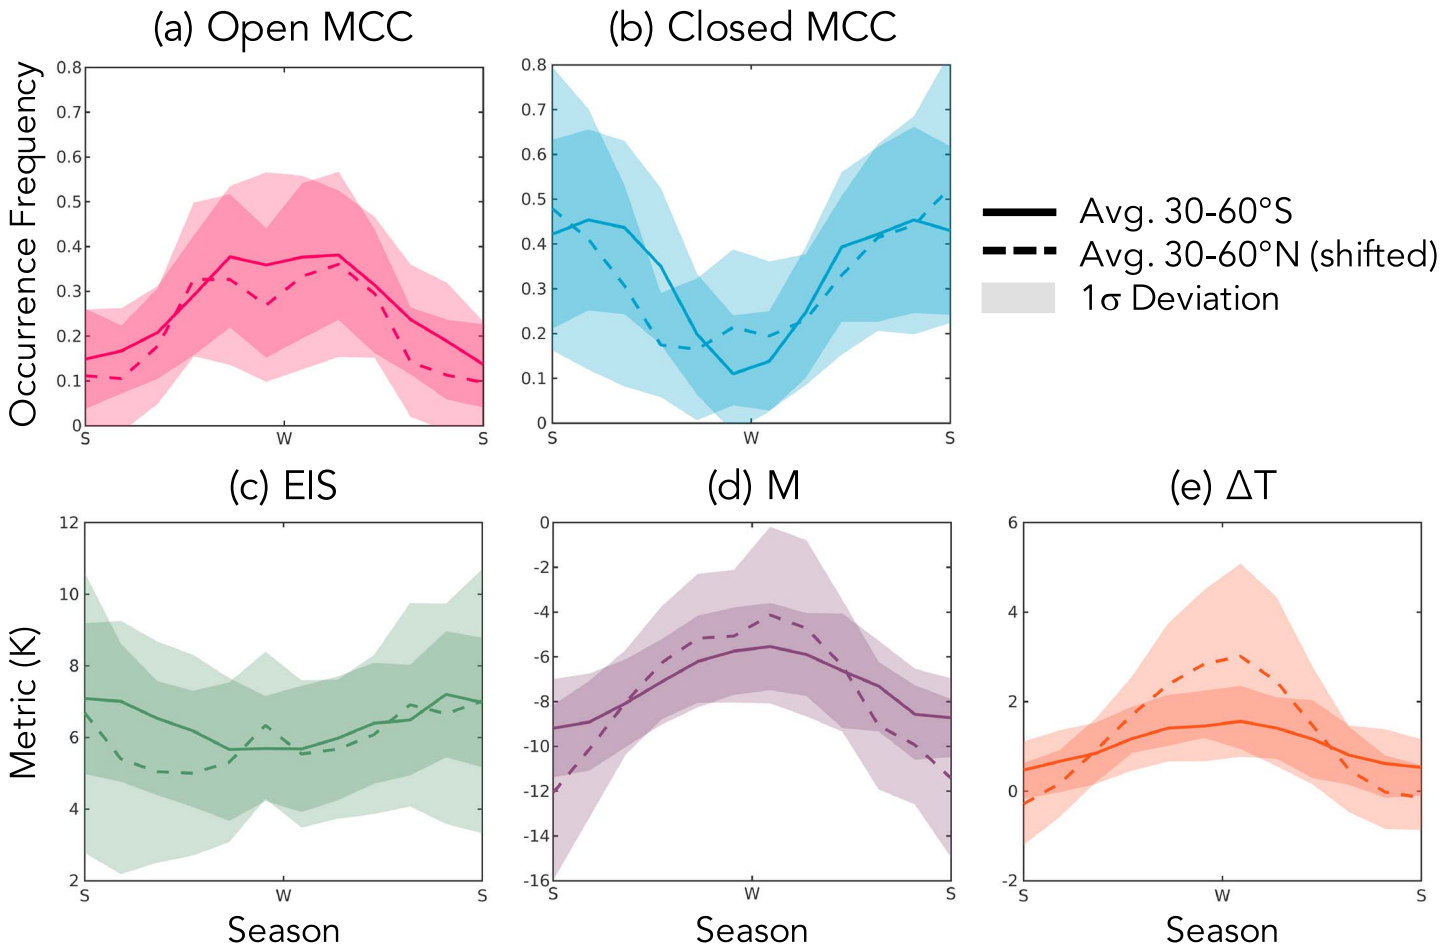 (a) Open MCC
(b) Closed MCC
Occurrence Frequency
0.8
0.7
0.6
0.5
0.4
0.3
0.2
0.1
0
S W S
0.8
0.7
0.6
0.5
0.4
0.3
0.2
0.1
0
S W S
Avg. 30-60°S
Avg. 30-60°N (shifted)
1σ Deviation
(c) EIS
(d) M
(e) ΔT
Metric (K)
12
10
8
6
4
2
S W S
Season
0
-2
-4
-6
-8
-10
-12
-14
-16
S W S
Season
6
4
2
0
-2
S W S
Season